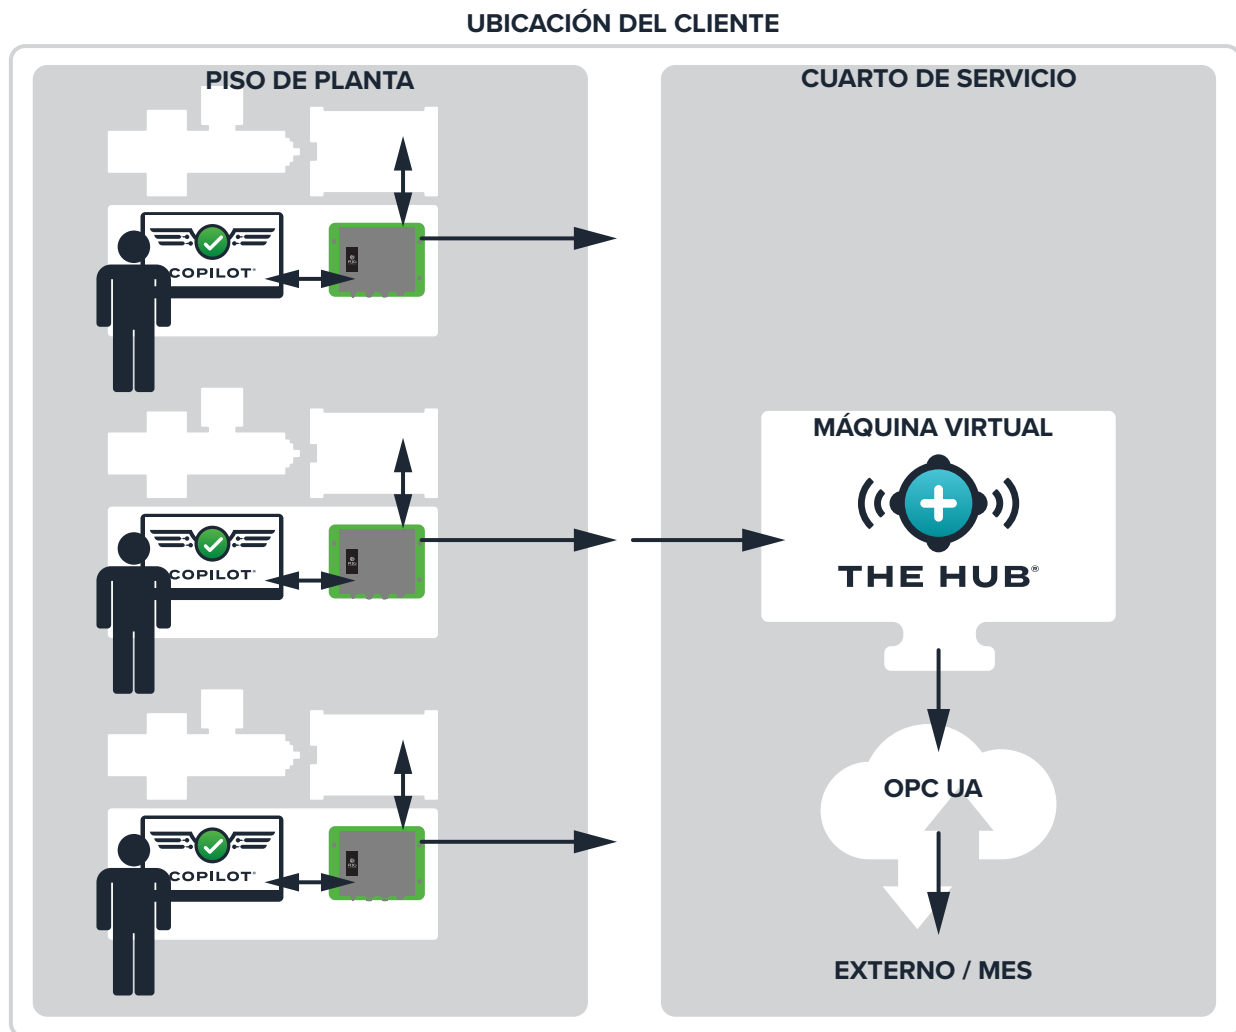 UBICACIÓN DEL CLIENTE
PISO DE PLANTA
CUARTO DE SERVICIO
COPILOT®
MÁQUINA VIRTUAL
COPILOT®
THE HUB®
OPC UA
COPILOT®
EXTERNO / MES